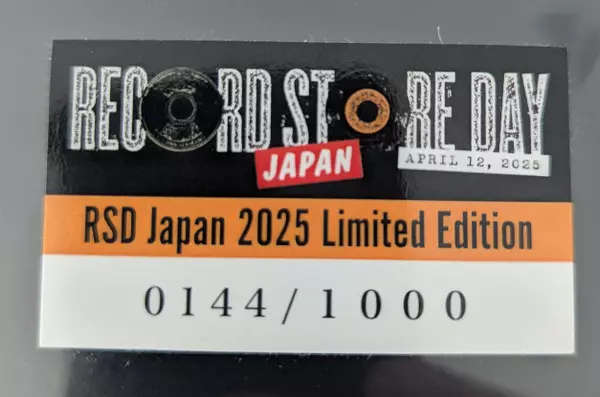 RECORD STORE DAY
JAPAN
APRIL 12, 2025
RSD Japan 2025 Limited Edition
0144/1000